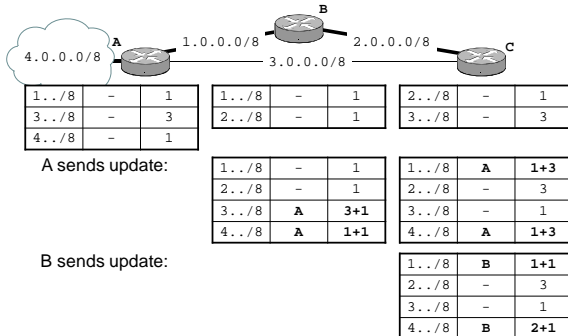 B
A
C
4.0.0.0/8
1.0.0.0/8
2.0.0.0/8
3.0.0.0/8
1../8 - 1 1../8 - 1 2../8 - 1
3../8 - 3 2../8 - 1 3../8 - 3
4../8 - 1
A sends update: 1../8 - 1 1../8 A 1+3
2../8 - 1 2../8 - 3
3../8 A 3+1 3../8 - 1
4../8 A 1+1 4../8 A 1+3
B sends update: 1../8 B 1+1
2../8 - 3
3../8 - 1
4../8 B 2+1